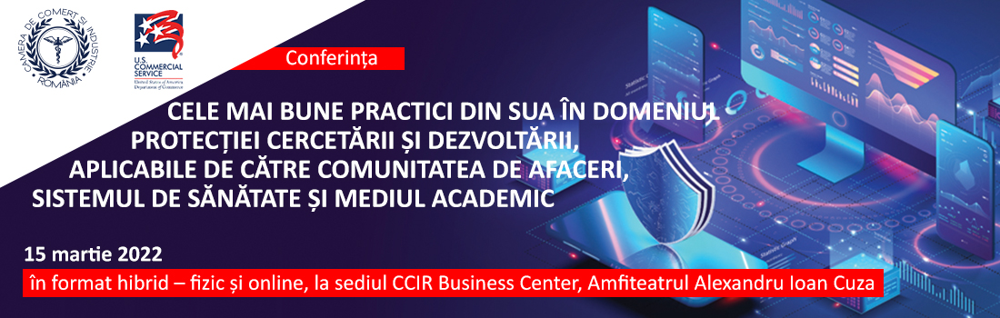 CAMERA DE COMERȚ ȘI INDUSTRIE
ROMÂNIA
U.S.
COMMERCIAL
SERVICE
United States of America
Department of Commerce
Conferința
CELE MAI BUNE PRACTICI DIN SUA ÎN DOMENIUL
PROTECȚIEI CERCETĂRII ȘI DEZVOLTĂRII,
APLICABILE DE CĂTRE COMUNITATEA DE AFACERI,
SISTEMUL DE SĂNĂTATE ȘI MEDIUL ACADEMIC
15 martie 2022
în format hibrid – fizic și online, la sediul CCIR Business Center, Amfiteatrul Alexandru Ioan Cuza
Statistic Graph